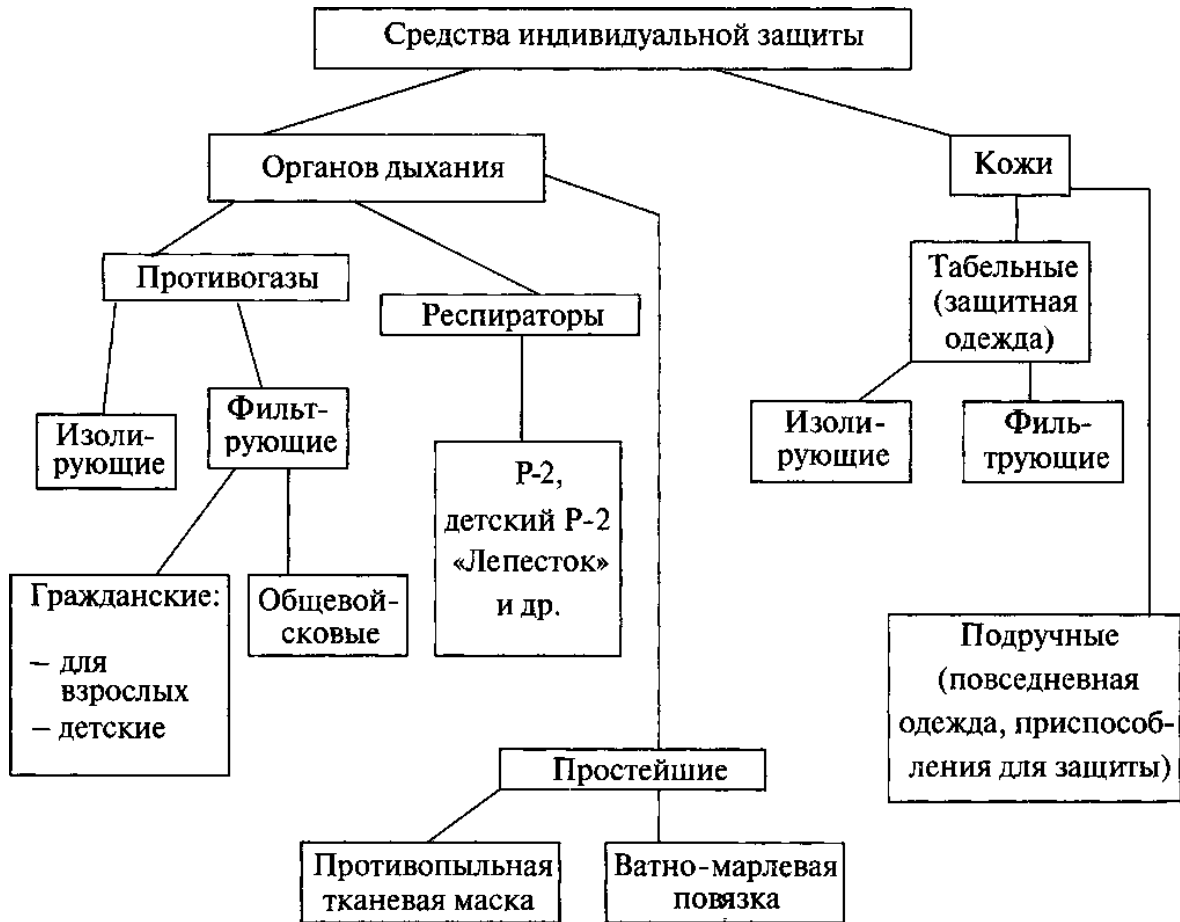 Средства индивидуальной защиты
Органов дыхания
Кожи
Противогазы
Респираторы
Табельные
(защитная
одежда)
Изоли-
рующие
Фильт-
рующие
Изоли-
рующие
Филь-
труюшие
Р-2,
детский Р-2
«Лепесток»
и др.
Гражданские:
– для
взрослых
– детские
Общевой-
сковые
Подручные
(повседневная
одежда, приспособ-
ления для защиты)
Простейшие
Противопыльная
тканевая маска
Ватно-марлевая
повязка